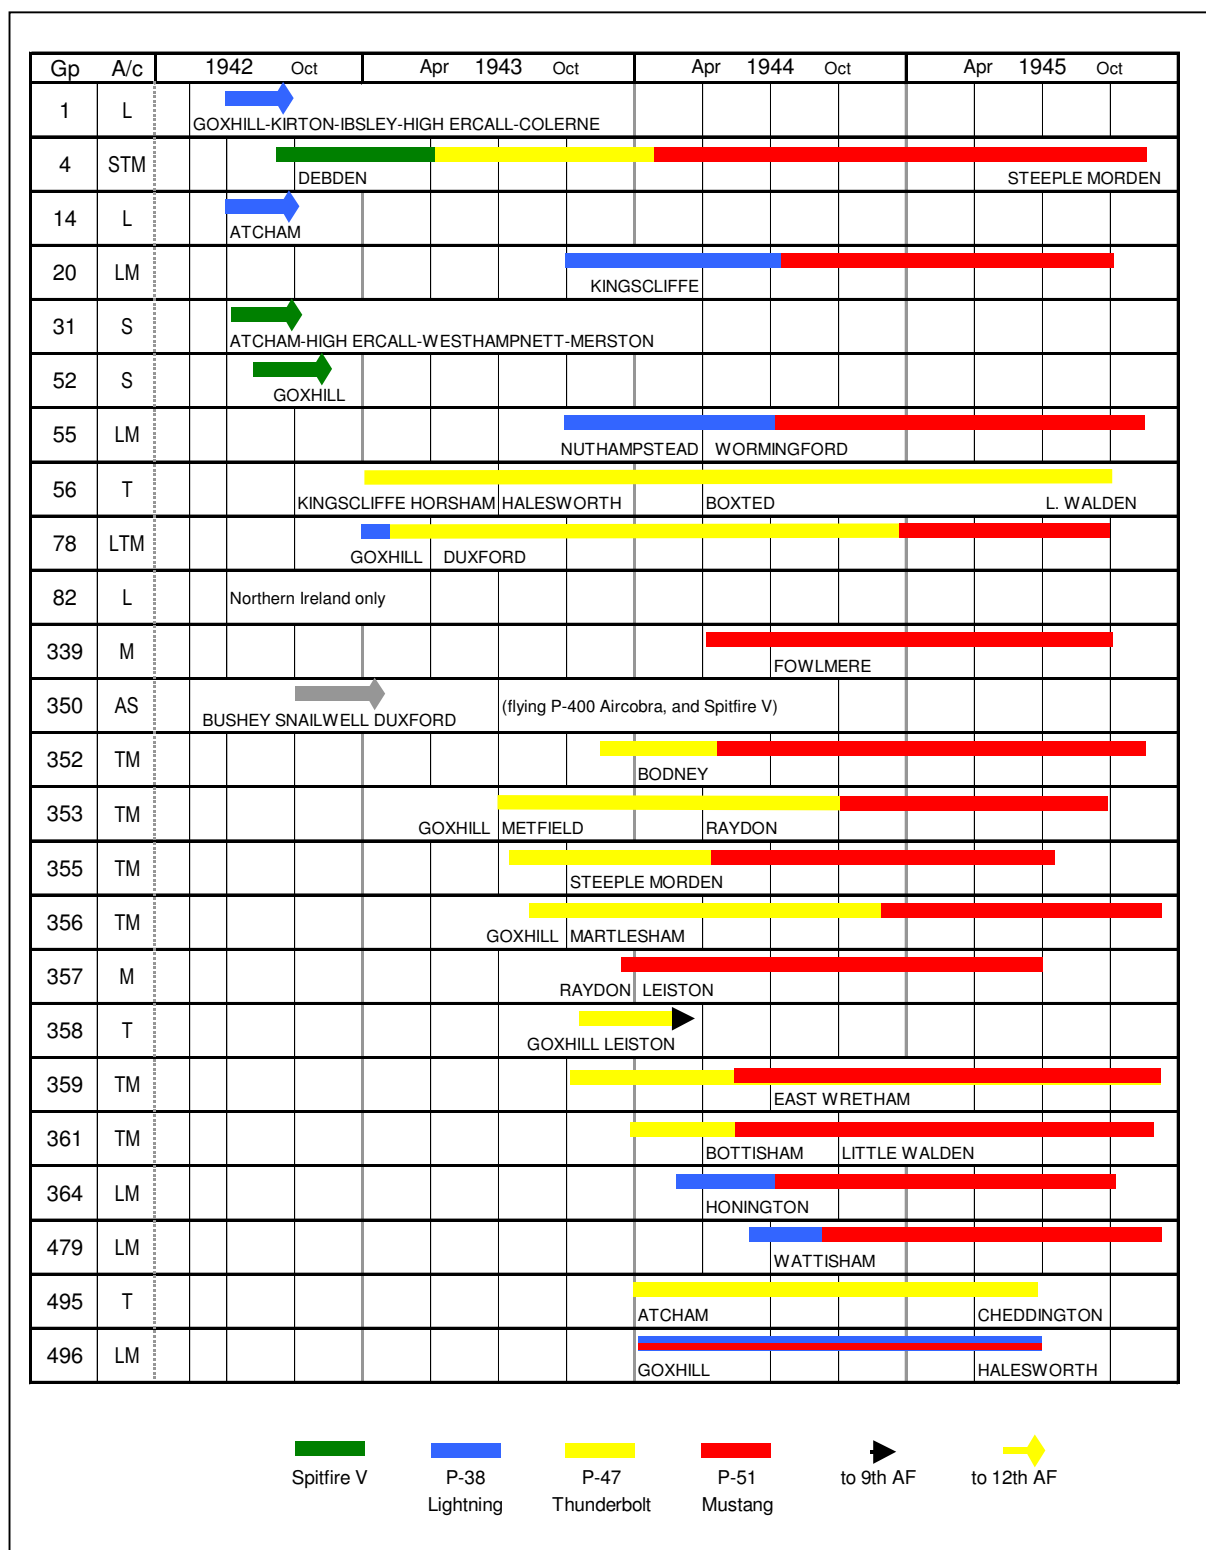 Gp A/c 1942 Oct Apr 1943 Oct Apr 1944 Oct Apr 1945 Oct
1 L
GOXHILL-KIRTON-IBSLEY-HIGH ERCALL-COLERNE
4 STM
DEBDEN STEEPLE MORDEN
14 L
ATCHAM
20 LM
KINGSCLIFFE
31 S
ATCHAM-HIGH ERCALL-WESTHAMPNETT-MERSTON
52 S
GOXHILL
55 LM
NUTHAMPSTEAD WORMINGFORD
56 T
KINGSCLIFFE HORSHAM HALESWORTH BOXTED L. WALDEN
78 LTM
GOXHILL DUXFORD
82 L Northern Ireland only
339 M
FOWLMERE
350 AS (flying P-400 Aircobra, and Spitfire V)
BUSHEY SNAILWELL DUXFORD
352 TM
BODNEY
353 TM
GOXHILL METFIELD RAYDON
355 TM
STEEPLE MORDEN
356 TM
GOXHILL MARTLESHAM
357 M
RAYDON LEISTON
358 T
GOXHILL LEISTON
359 TM
EAST WRETHAM
361 TM
BOTTISHAM LITTLE WALDEN
364 LM
HONINGTON
479 LM
WATTISHAM
495 T
ATCHAM CHEDDINGTON
496 LM
GOXHILL HALESWORTH
Spitfire V P-38 P-47 P-51 to 9th AF to 12th AF
Lightning Thunderbolt Mustang